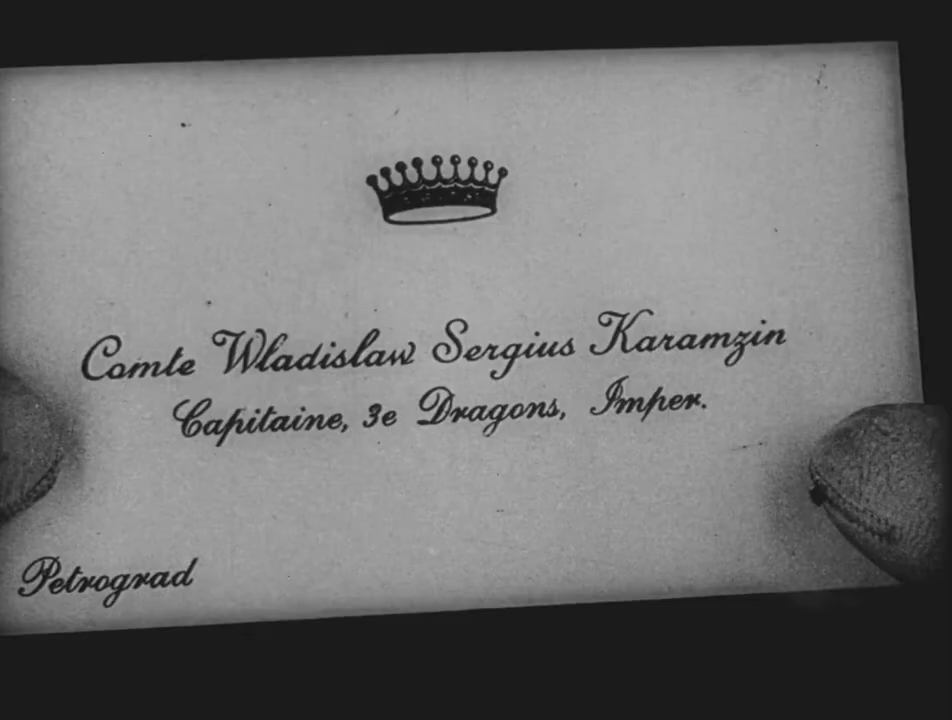 Comte Wladislaw Sergius Karamzin
Capitaine, 3e Dragons, Imper.
Petrograd